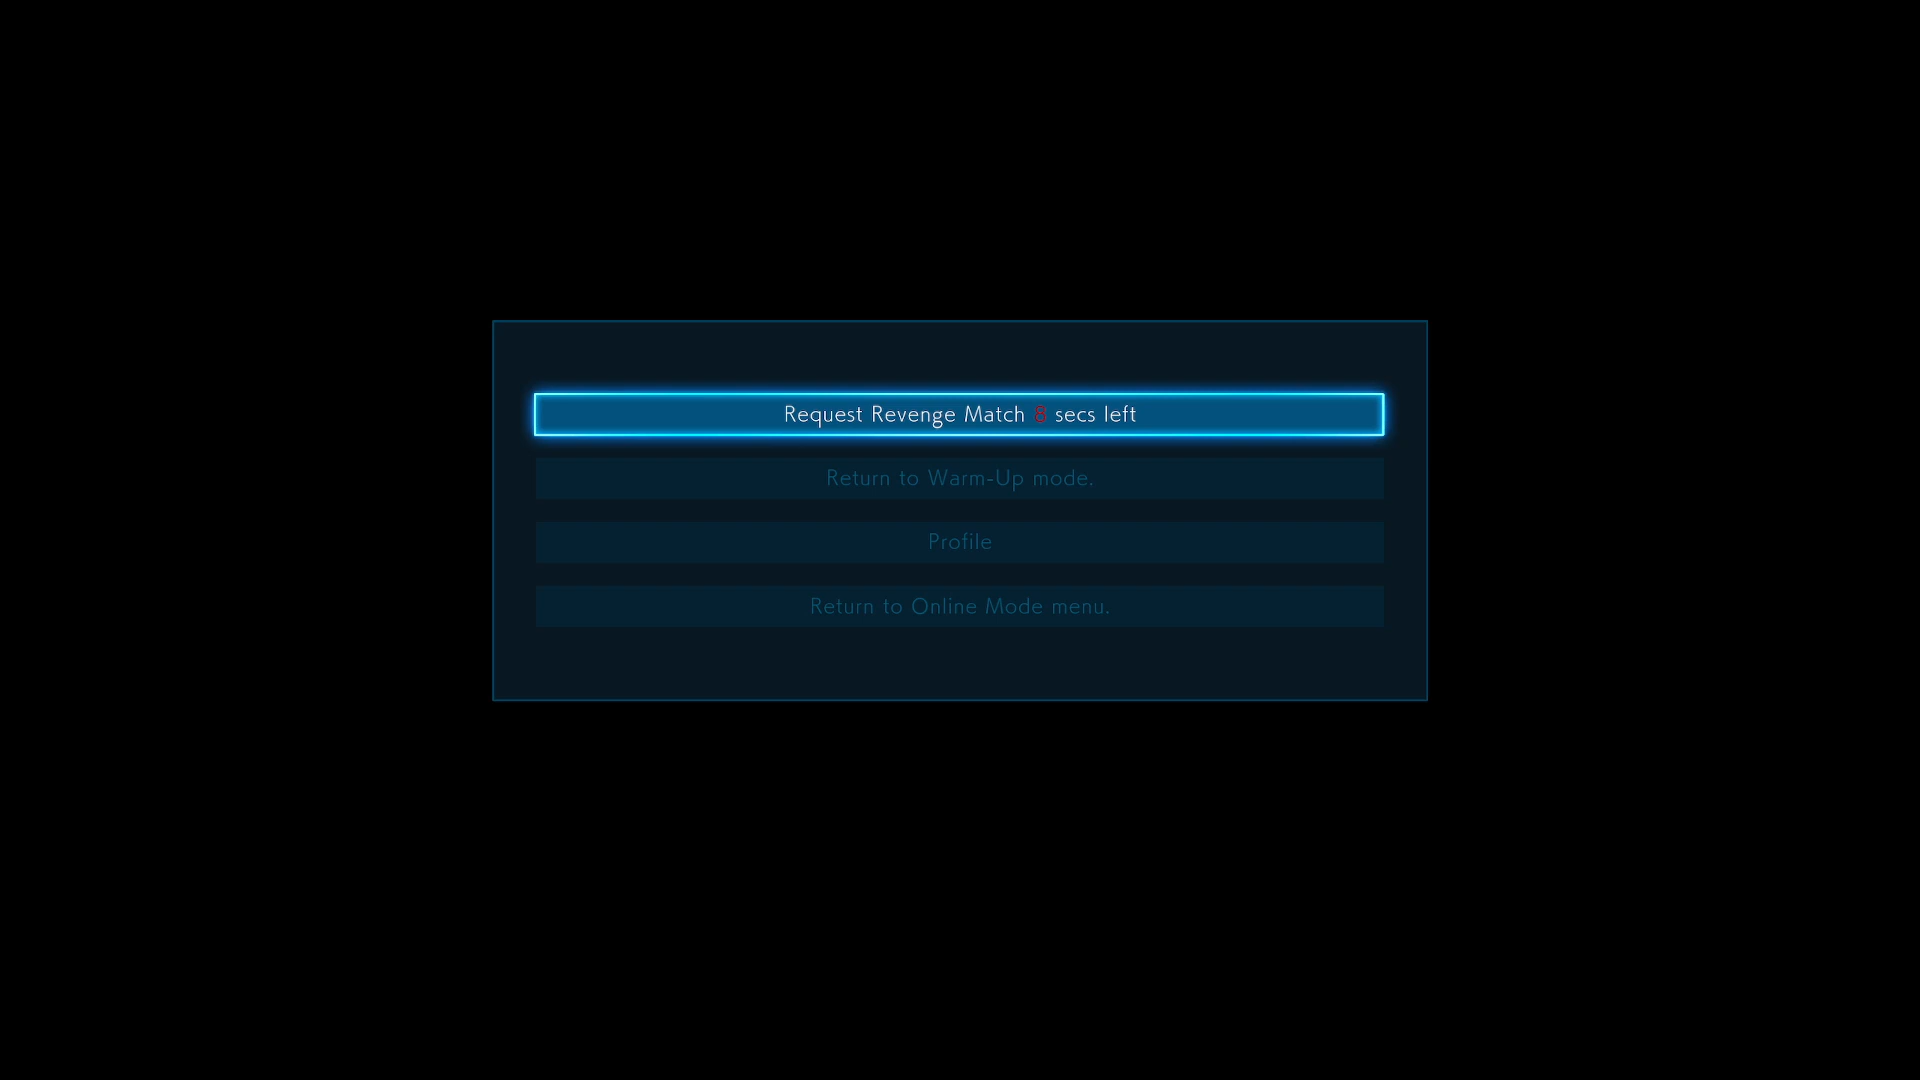 Request Revenge Match 8 secs left
Return to Warm-Up mode.
Profile
Return to Online Mode menu.